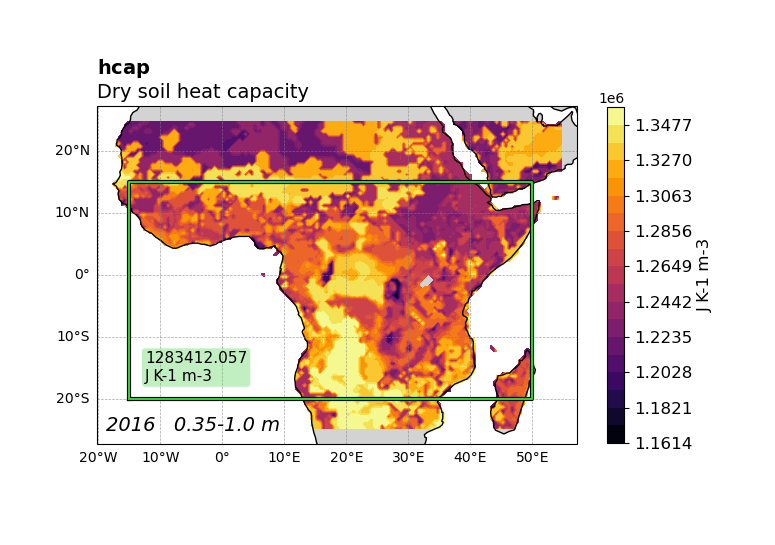 hcap
Dry soil heat capacity
1e6
20°N
10°N
0°
10°S
20°S
1283412.057
J K-1 m-3
2016 0.35-1.0 m
20°W 10°W 0° 10°E 20°E 30°E 40°E 50°E
1.3477
1.3270
1.3063
1.2856
1.2649
1.2442
1.2235
1.2028
1.1821
1.1614
J K-1 m-3